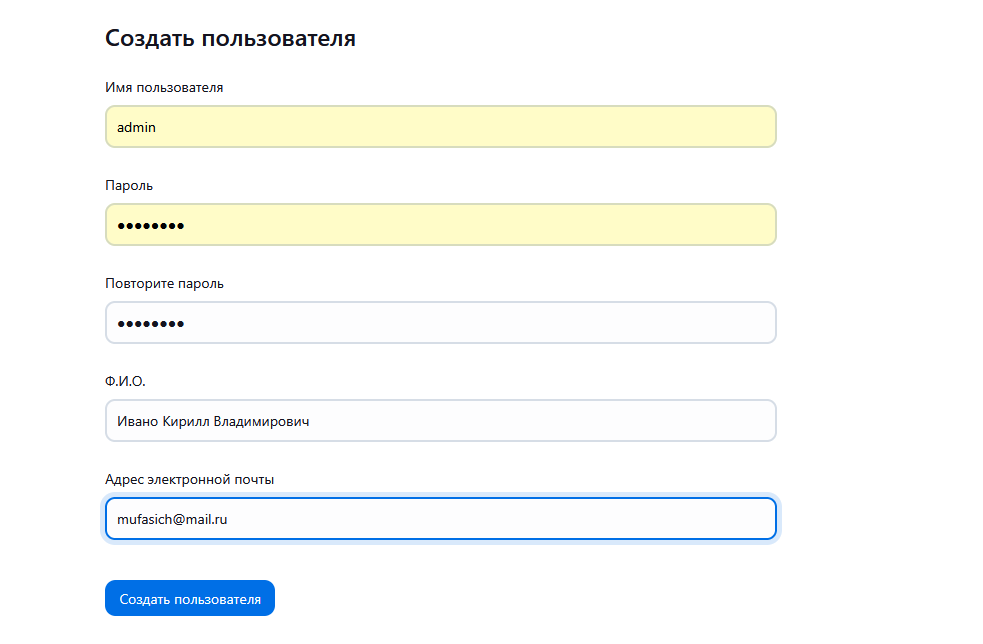 Создать пользователя
Имя пользователя
admin
Пароль
••••••••
Повторите пароль
••••••••
Ф.И.О.
Ивано Кирилл Владимирович
Адрес электронной почты
mufasich@mail.ru
Создать пользователя